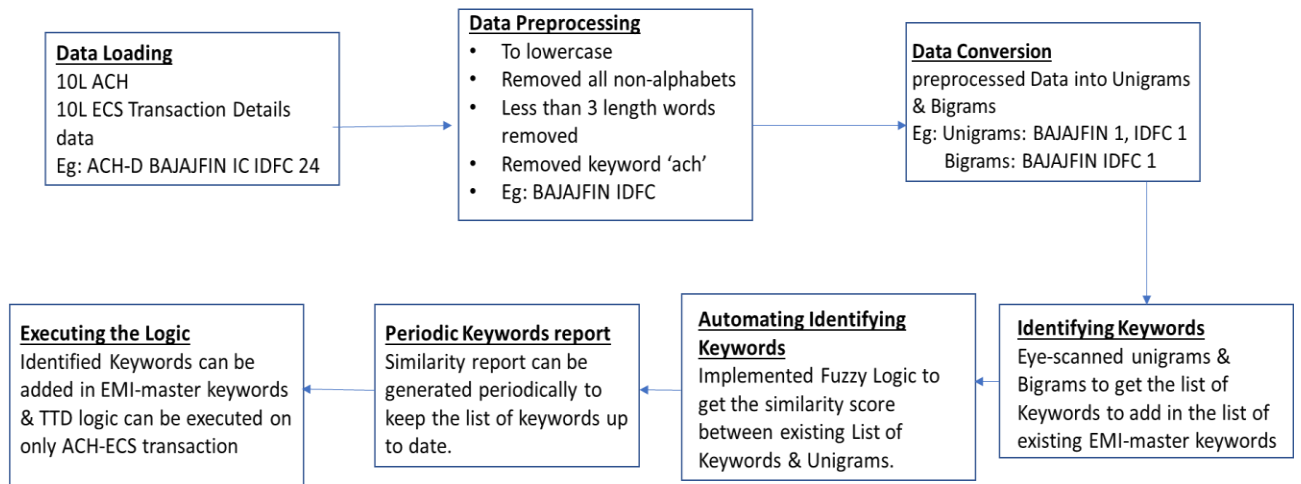 Data Loading
10L ACH
10L ECS Transaction Details
data
Eg: ACH-D BAJAJFIN IC IDFC 24
Data Preprocessing
• To lowercase
• Removed all non-alphabets
• Less than 3 length words
removed
• Removed keyword ‘ach’
• Eg: BAJAJFIN IDFC
Data Conversion
preprocessed Data into Unigrams
& Bigrams
Eg: Unigrams: BAJAJFIN 1, IDFC 1
Bigrams: BAJAJFIN IDFC 1
Identifying Keywords
Eye-scanned unigrams &
Bigrams to get the list of
Keywords to add in the list of
existing EMI-master keywords
Automating Identifying
Keywords
Implemented Fuzzy Logic to
get the similarity score
between existing List of
Keywords & Unigrams.
Periodic Keywords report
Similarity report can be
generated periodically to
keep the list of keywords up
to date.
Executing the Logic
Identified Keywords can be
added in EMI-master keywords
& TTD logic can be executed on
only ACH-ECS transaction